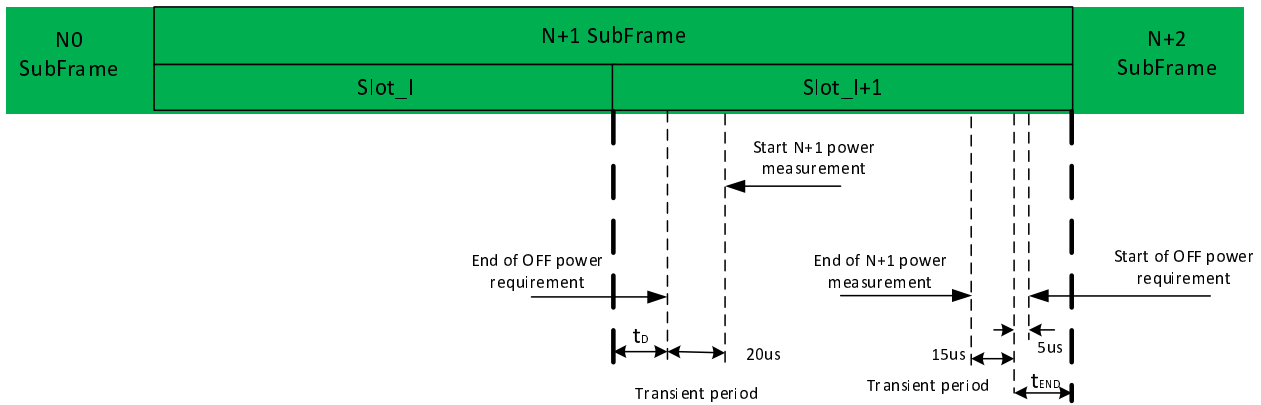 N0
SubFrame
N+1 SubFrame
N+2
SubFrame
Slot_I
Slot_I+1
Start N+1 power
measurement
End of OFF power
requirement
End of N+1 power
measurement
Start of OFF power
requirement
tD
20us
15us
5us
Transient period
Transient period
tEND